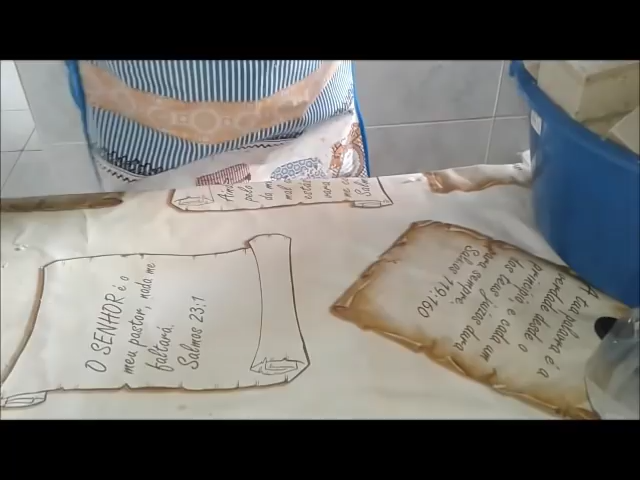 O SENHOR é o
meu pastor, nada me
faltará.
Salmos 23:1
A tua palavra é a
verdade desde o
princípio, e cada um
dos teus juízos dura
para sempre.
Salmos 119:160